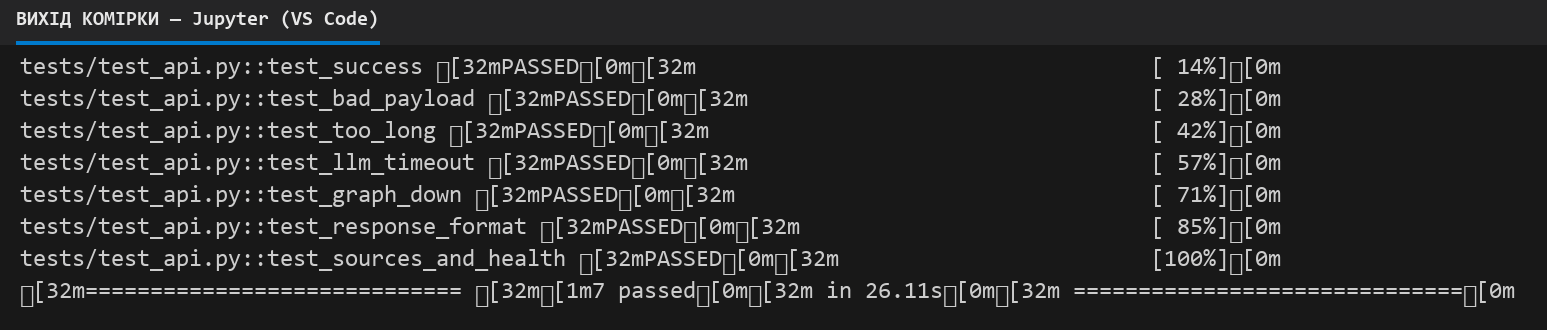 ВИХІД КОМІРКИ — Jupyter (VS Code)
tests/test_api.py::test_success □[32mPASSED□[0m□[32m [ 14%]□[0m
tests/test_api.py::test_bad_payload □[32mPASSED□[0m□[32m [ 28%]□[0m
tests/test_api.py::test_too_long □[32mPASSED□[0m□[32m [ 42%]□[0m
tests/test_api.py::test_llm_timeout □[32mPASSED□[0m□[32m [ 57%]□[0m
tests/test_api.py::test_graph_down □[32mPASSED□[0m□[32m [ 71%]□[0m
tests/test_api.py::test_response_format □[32mPASSED□[0m□[32m [ 85%]□[0m
tests/test_api.py::test_sources_and_health □[32mPASSED□[0m□[32m [100%]□[0m
□[32m============================= □[32m□[1m7 passed□[0m□[32m in 26.11s□[0m□[32m ==============================□[0m